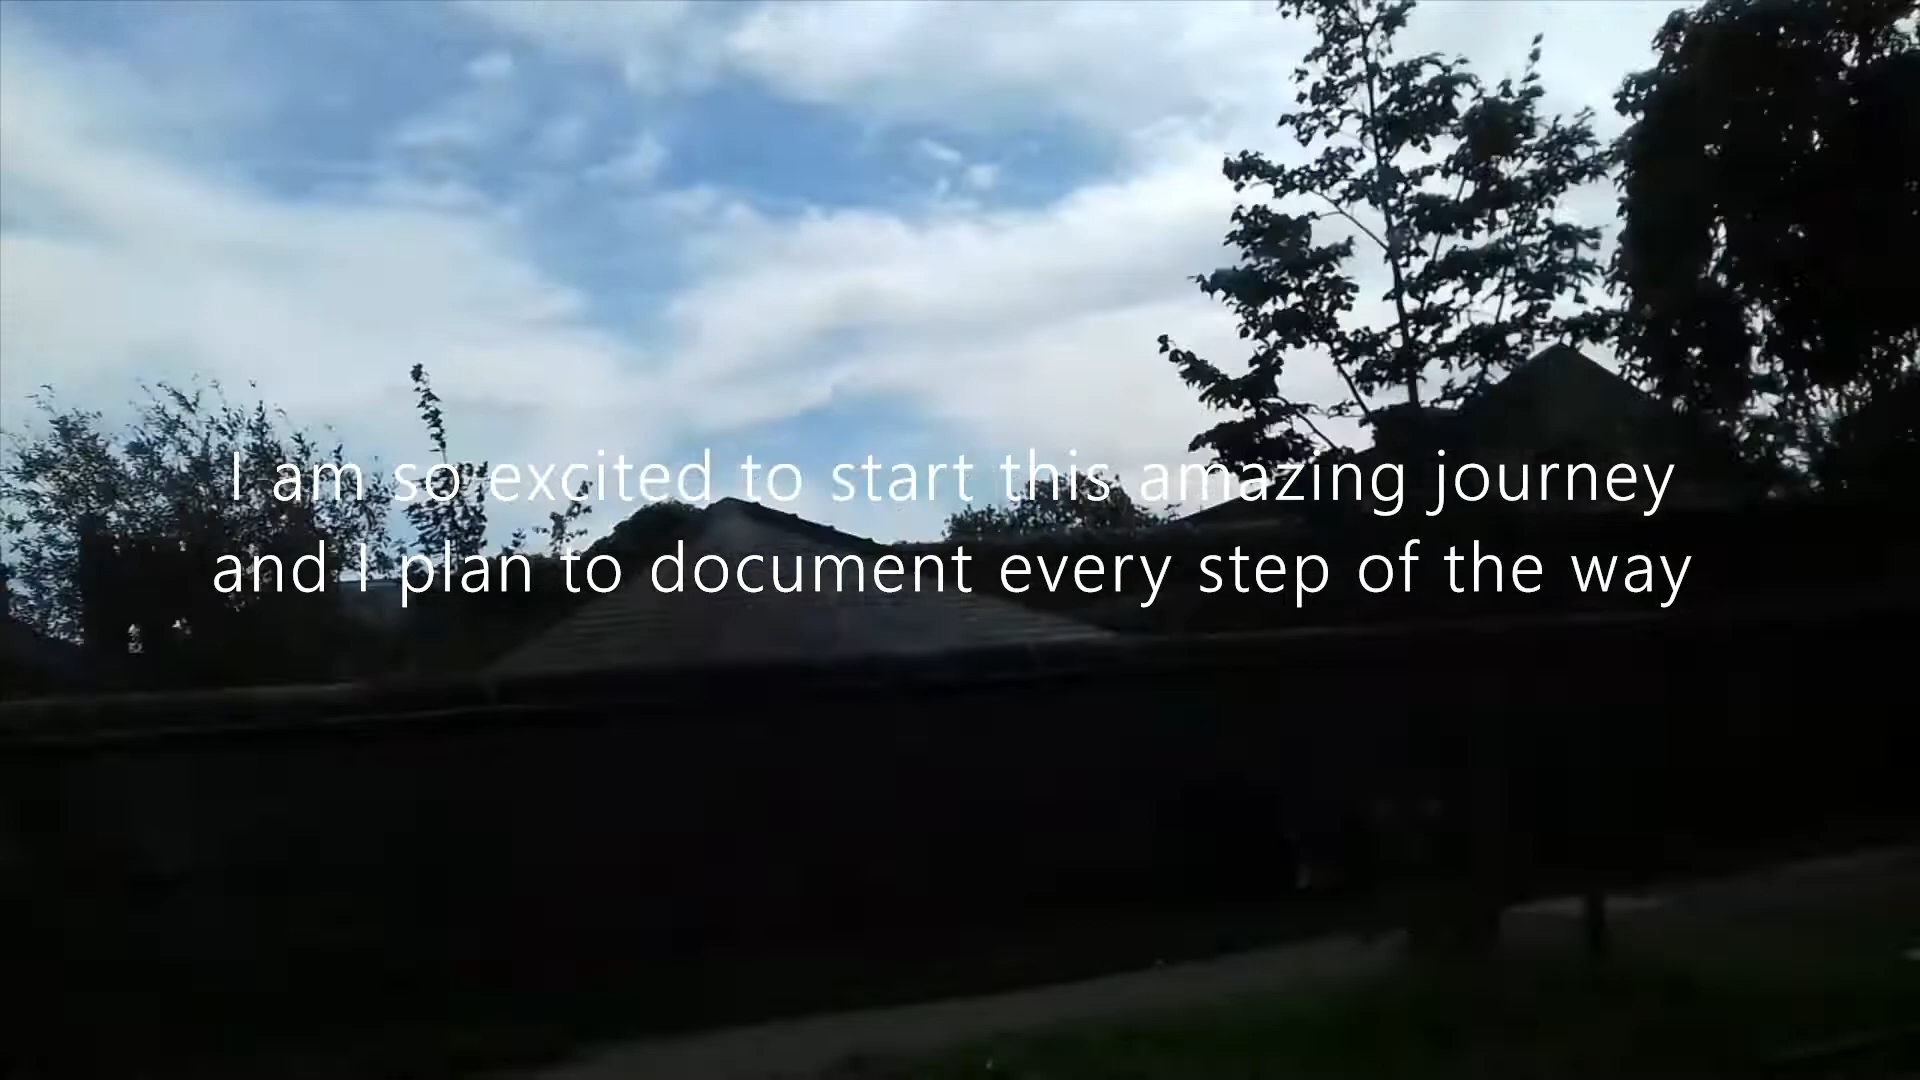 I am so excited to start this amazing journey
and I plan to document every step of the way